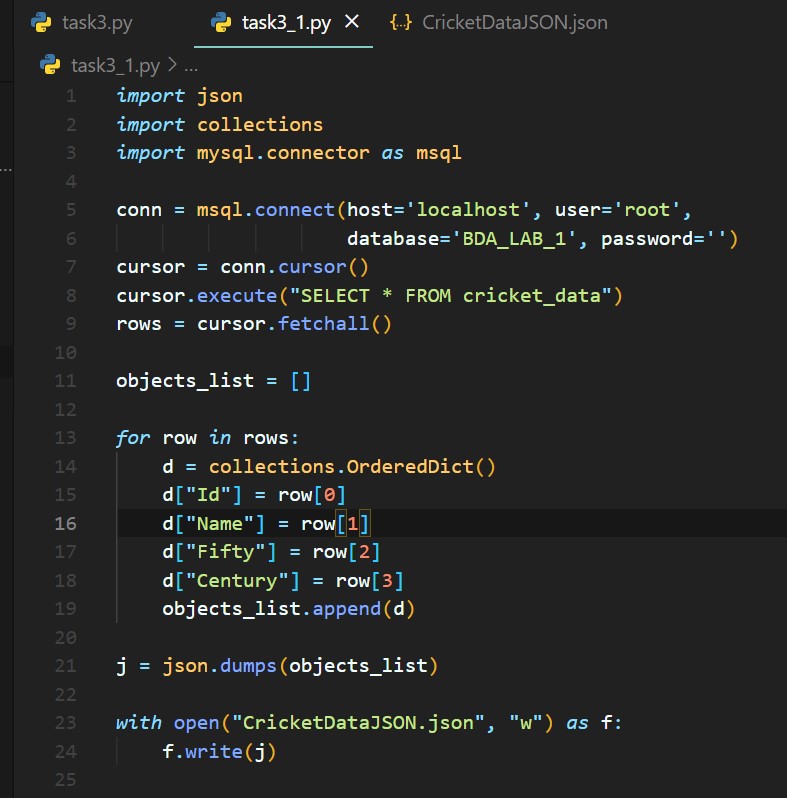 task3.py task3_1.py × {..} CricketDataJSON.json
task3_1.py > ...
1 import json
2 import collections
3 import mysql.connector as msql
4
5 conn = msql.connect(host='localhost', user='root',
6 database='BDA_LAB_1', password='')
7 cursor = conn.cursor()
8 cursor.execute("SELECT * FROM cricket_data")
9 rows = cursor.fetchall()
10
11 objects_list = []
12
13 for row in rows:
14 d = collections.OrderedDict()
15 d["Id"] = row[0]
16 d["Name"] = row[1]
17 d["Fifty"] = row[2]
18 d["Century"] = row[3]
19 objects_list.append(d)
20
21 j = json.dumps(objects_list)
22
23 with open("CricketDataJSON.json", "w") as f:
24 f.write(j)
25